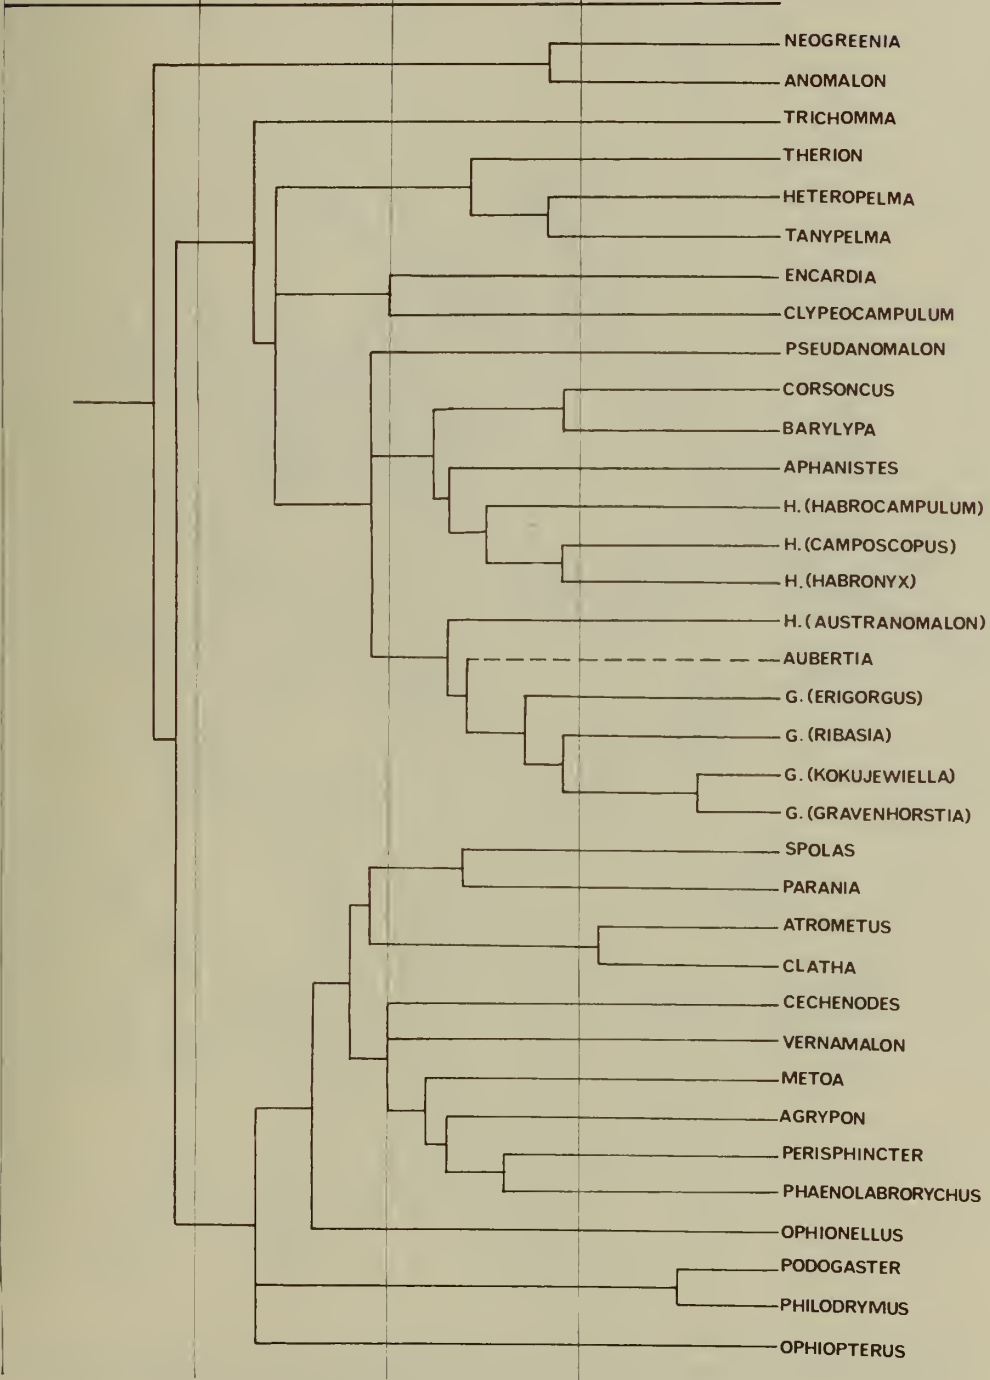 NEOGREENIA
ANOMALON
TRICHOMMA
THERION
HETEROPELMA
TANYPELMA
ENCARDIA
CLYPEOCAMPULUM
PSEUDANOMALON
CORSONCUS
BARYLYPA
APHANISTES
H. (HABROCAMPULUM)
H. (CAMPOSCOPUS)
H. (HABRONYX)
H. (AUSTRANOMALON)
AUBERTIA
G. (ERIGORGUS)
G. (RIBASIA)
G. (KOKUJEWIELLA)
G. (GRAVENHORSTIA)
SPOLAS
PARANIA
ATROMETUS
CLATHA
CECHENODES
VERNAMALON
METOA
AGRYPON
PERISPHINCTER
PHAENOLABRORYCHUS
OPHIONELLUS
PODOGASTER
PHILODRYMUS
OPHIOPTERUS